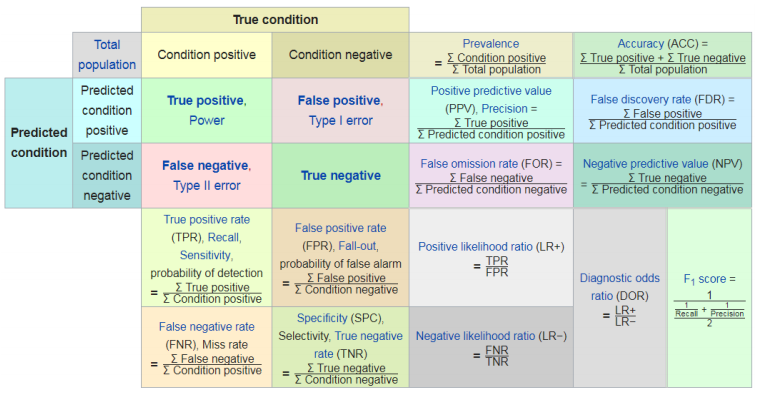 True condition
Total
population
Condition positive
Condition negative
Prevalence
= Σ Condition positive
Σ Total population
Accuracy (ACC) =
Σ True positive + Σ True negative
Σ Total population
Predicted
condition
Predicted
condition
positive
True positive,
Power
False positive,
Type I error
Positive predictive value
(PPV), Precision =
Σ True positive
Σ Predicted condition positive
False discovery rate (FDR) =
Σ False positive
Σ Predicted condition positive
Predicted
condition
negative
False negative,
Type II error
True negative
False omission rate (FOR) =
Σ False negative
Σ Predicted condition negative
Negative predictive value (NPV)
= Σ True negative
Σ Predicted condition negative
True positive rate
(TPR), Recall,
Sensitivity,
probability of detection
= Σ True positive
Σ Condition positive
False positive rate
(FPR), Fall-out,
probability of false alarm
= Σ False positive
Σ Condition negative
Positive likelihood ratio (LR+)
= TPR
FPR
Diagnostic odds
ratio (DOR)
= LR+
LR−
F1 score =
1
1
Recall
+
1
Precision
2
False negative rate
(FNR), Miss rate
= Σ False negative
Σ Condition positive
Specificity (SPC),
Selectivity, True negative
rate (TNR)
= Σ True negative
Σ Condition negative
Negative likelihood ratio (LR−)
= FNR
TNR